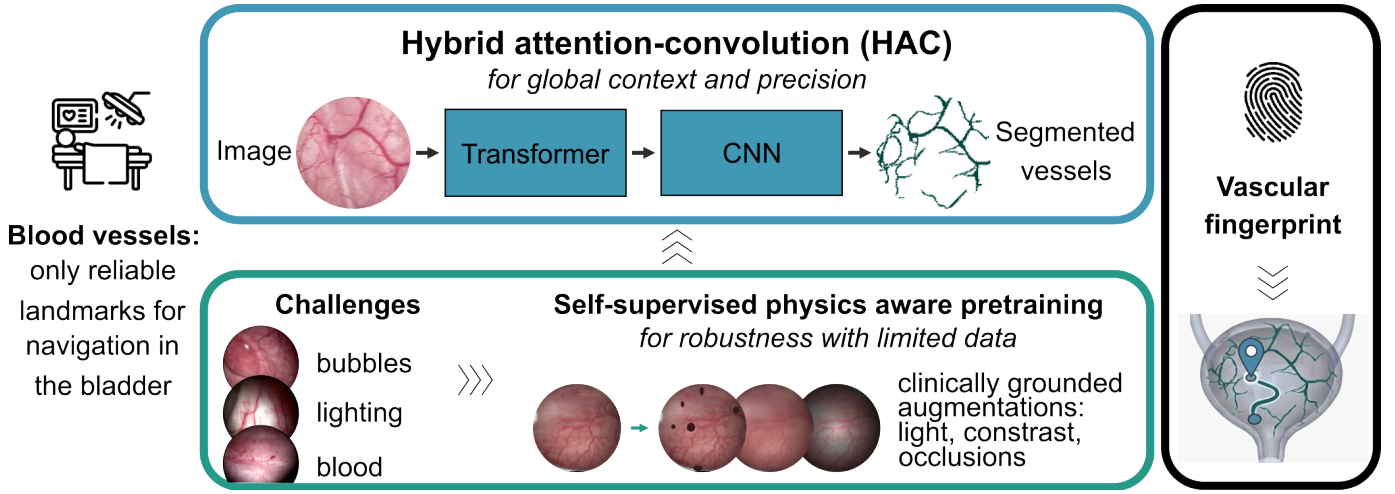 Hybrid attention-convolution (HAC)
for global context and precision
Image
Transformer
CNN
Segmented
vessels
Blood vessels:
only reliable
landmarks for
navigation in
the bladder
Challenges
bubbles
lighting
blood
Self-supervised physics aware pretraining
for robustness with limited data
clinically grounded
augmentations:
light, constrast,
occlusions
Vascular
fingerprint